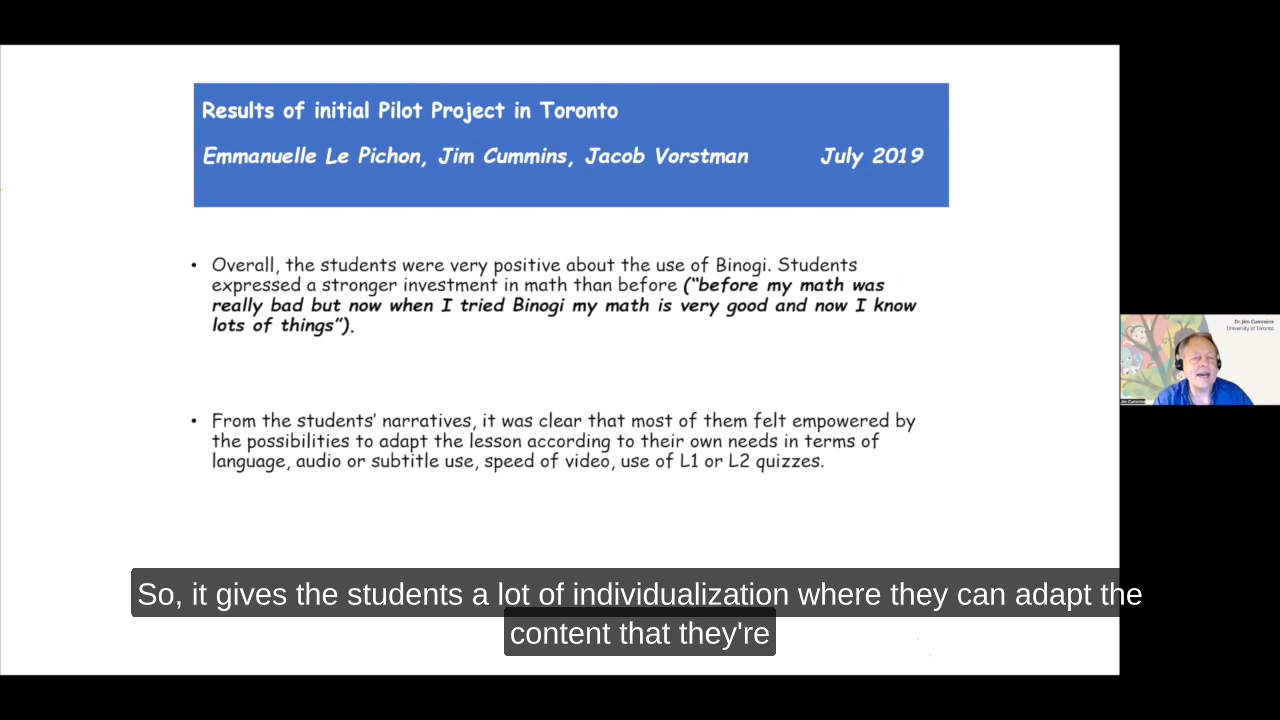 Results of initial Pilot Project in Toronto
Emmanuelle Le Pichon, Jim Cummins, Jacob Vorstman July 2019
• Overall, the students were very positive about the use of Binogi. Students
expressed a stronger investment in math than before (“before my math was
really bad but now when I tried Binogi my math is very good and now I know
lots of things”).
• From the students’ narratives, it was clear that most of them felt empowered by
the possibilities to adapt the lesson according to their own needs in terms of
language, audio or subtitle use, speed of video, use of L1 or L2 quizzes.
Dr. Jim Cummins
University of Toronto
Jim Cummins
So, it gives the students a lot of individualization where they can adapt the
content that they're